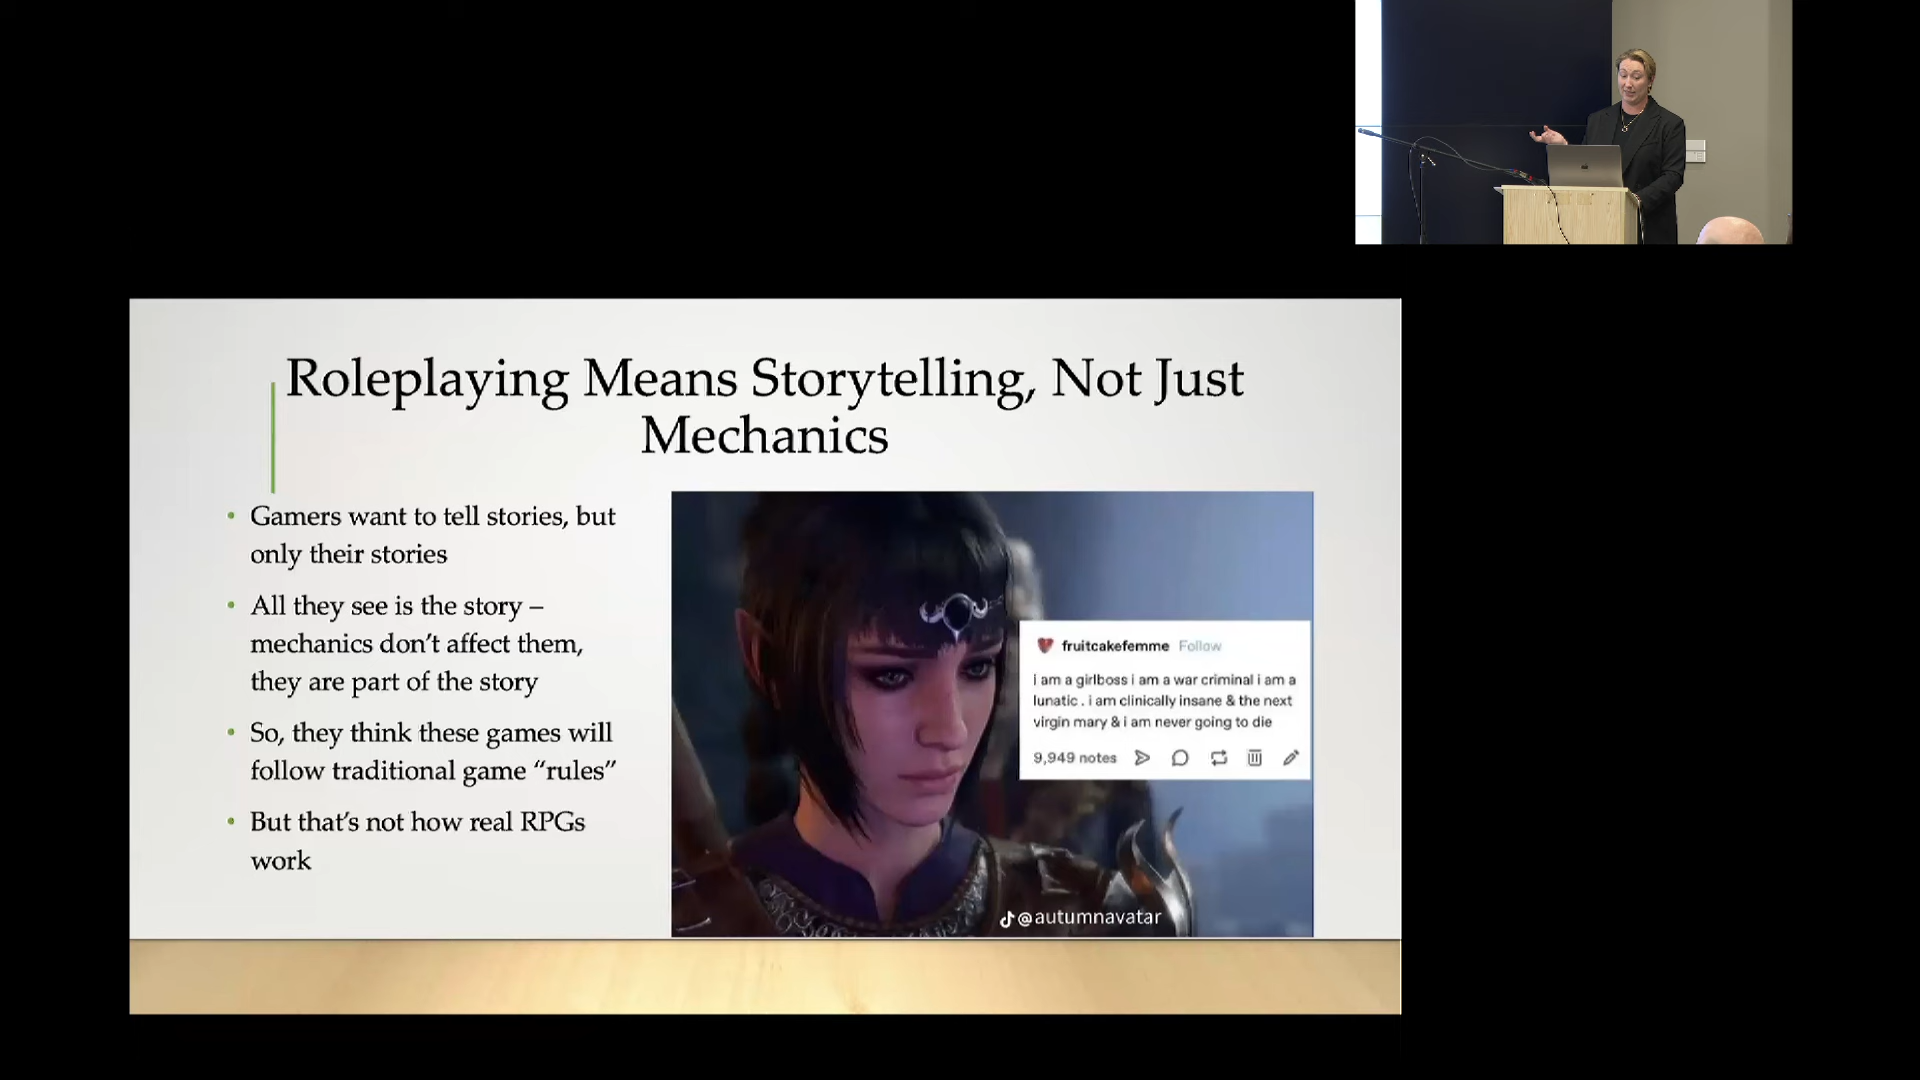 Roleplaying Means Storytelling, Not Just
Mechanics
• Gamers want to tell stories, but
only their stories
• All they see is the story –
mechanics don’t affect them,
they are part of the story
• So, they think these games will
follow traditional game “rules”
• But that’s not how real RPGs
work
fruitcakefemme Follow
i am a girlboss i am a war criminal i am a
lunatic . i am clinically insane & the next
virgin mary & i am never going to die
9,949 notes
@autumnavatar